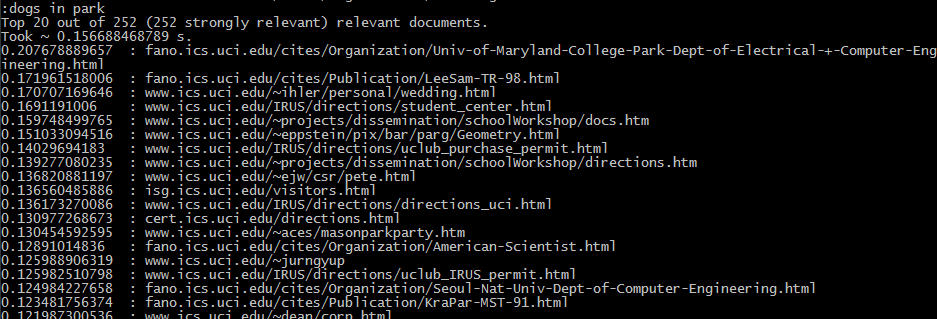 :dogs in park
Top 20 out of 252 (252 strongly relevant) relevant documents.
Took ~ 0.156688468789 s.
0.207678889657  : fano.ics.uci.edu/cites/Organization/Univ-of-Maryland-College-Park-Dept-of-Electrical-+-Computer-Eng
ineering.html
0.171961518006  : fano.ics.uci.edu/cites/Publication/LeeSam-TR-98.html
0.170707169646  : www.ics.uci.edu/~ihler/personal/wedding.html
0.1691191006    : www.ics.uci.edu/IRUS/directions/student_center.html
0.159748499765  : www.ics.uci.edu/~projects/dissemination/schoolWorkshop/docs.htm
0.151033094516  : www.ics.uci.edu/~eppstein/pix/bar/parg/Geometry.html
0.14029694183   : www.ics.uci.edu/IRUS/directions/uclub_purchase_permit.html
0.139277080235  : www.ics.uci.edu/~projects/dissemination/schoolWorkshop/directions.htm
0.136820881197  : www.ics.uci.edu/~ejw/csr/pete.html
0.136560485886  : isg.ics.uci.edu/visitors.html
0.136173270086  : www.ics.uci.edu/IRUS/directions/directions_uci.html
0.130977268673  : cert.ics.uci.edu/directions.html
0.130454592595  : www.ics.uci.edu/~aces/masonparkparty.htm
0.12891014836   : fano.ics.uci.edu/cites/Organization/American-Scientist.html
0.125988906319  : www.ics.uci.edu/~jurngyup
0.125982510798  : www.ics.uci.edu/IRUS/directions/uclub_IRUS_permit.html
0.124984227658  : fano.ics.uci.edu/cites/Organization/Seoul-Nat-Univ-Dept-of-Computer-Engineering.html
0.123481756374  : fano.ics.uci.edu/cites/Publication/KraPar-MST-91.html
0.121987300536  : www.ics.uci.edu/~dean/corp.html